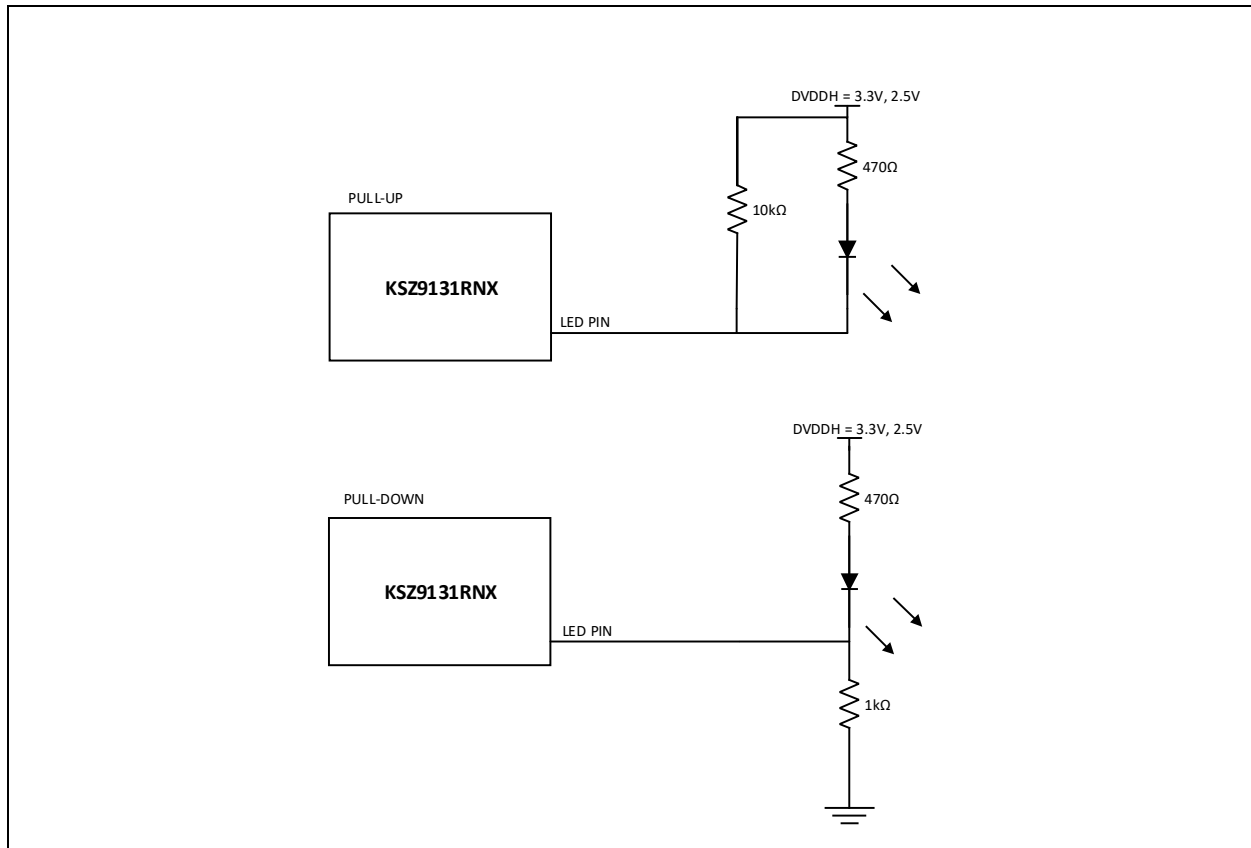 DVDDH = 3.3V, 2.5V
470Ω
PULL-UP
10kΩ
KSZ9131RNX
LED PIN
DVDDH = 3.3V, 2.5V
470Ω
PULL-DOWN
KSZ9131RNX
LED PIN
1kΩ